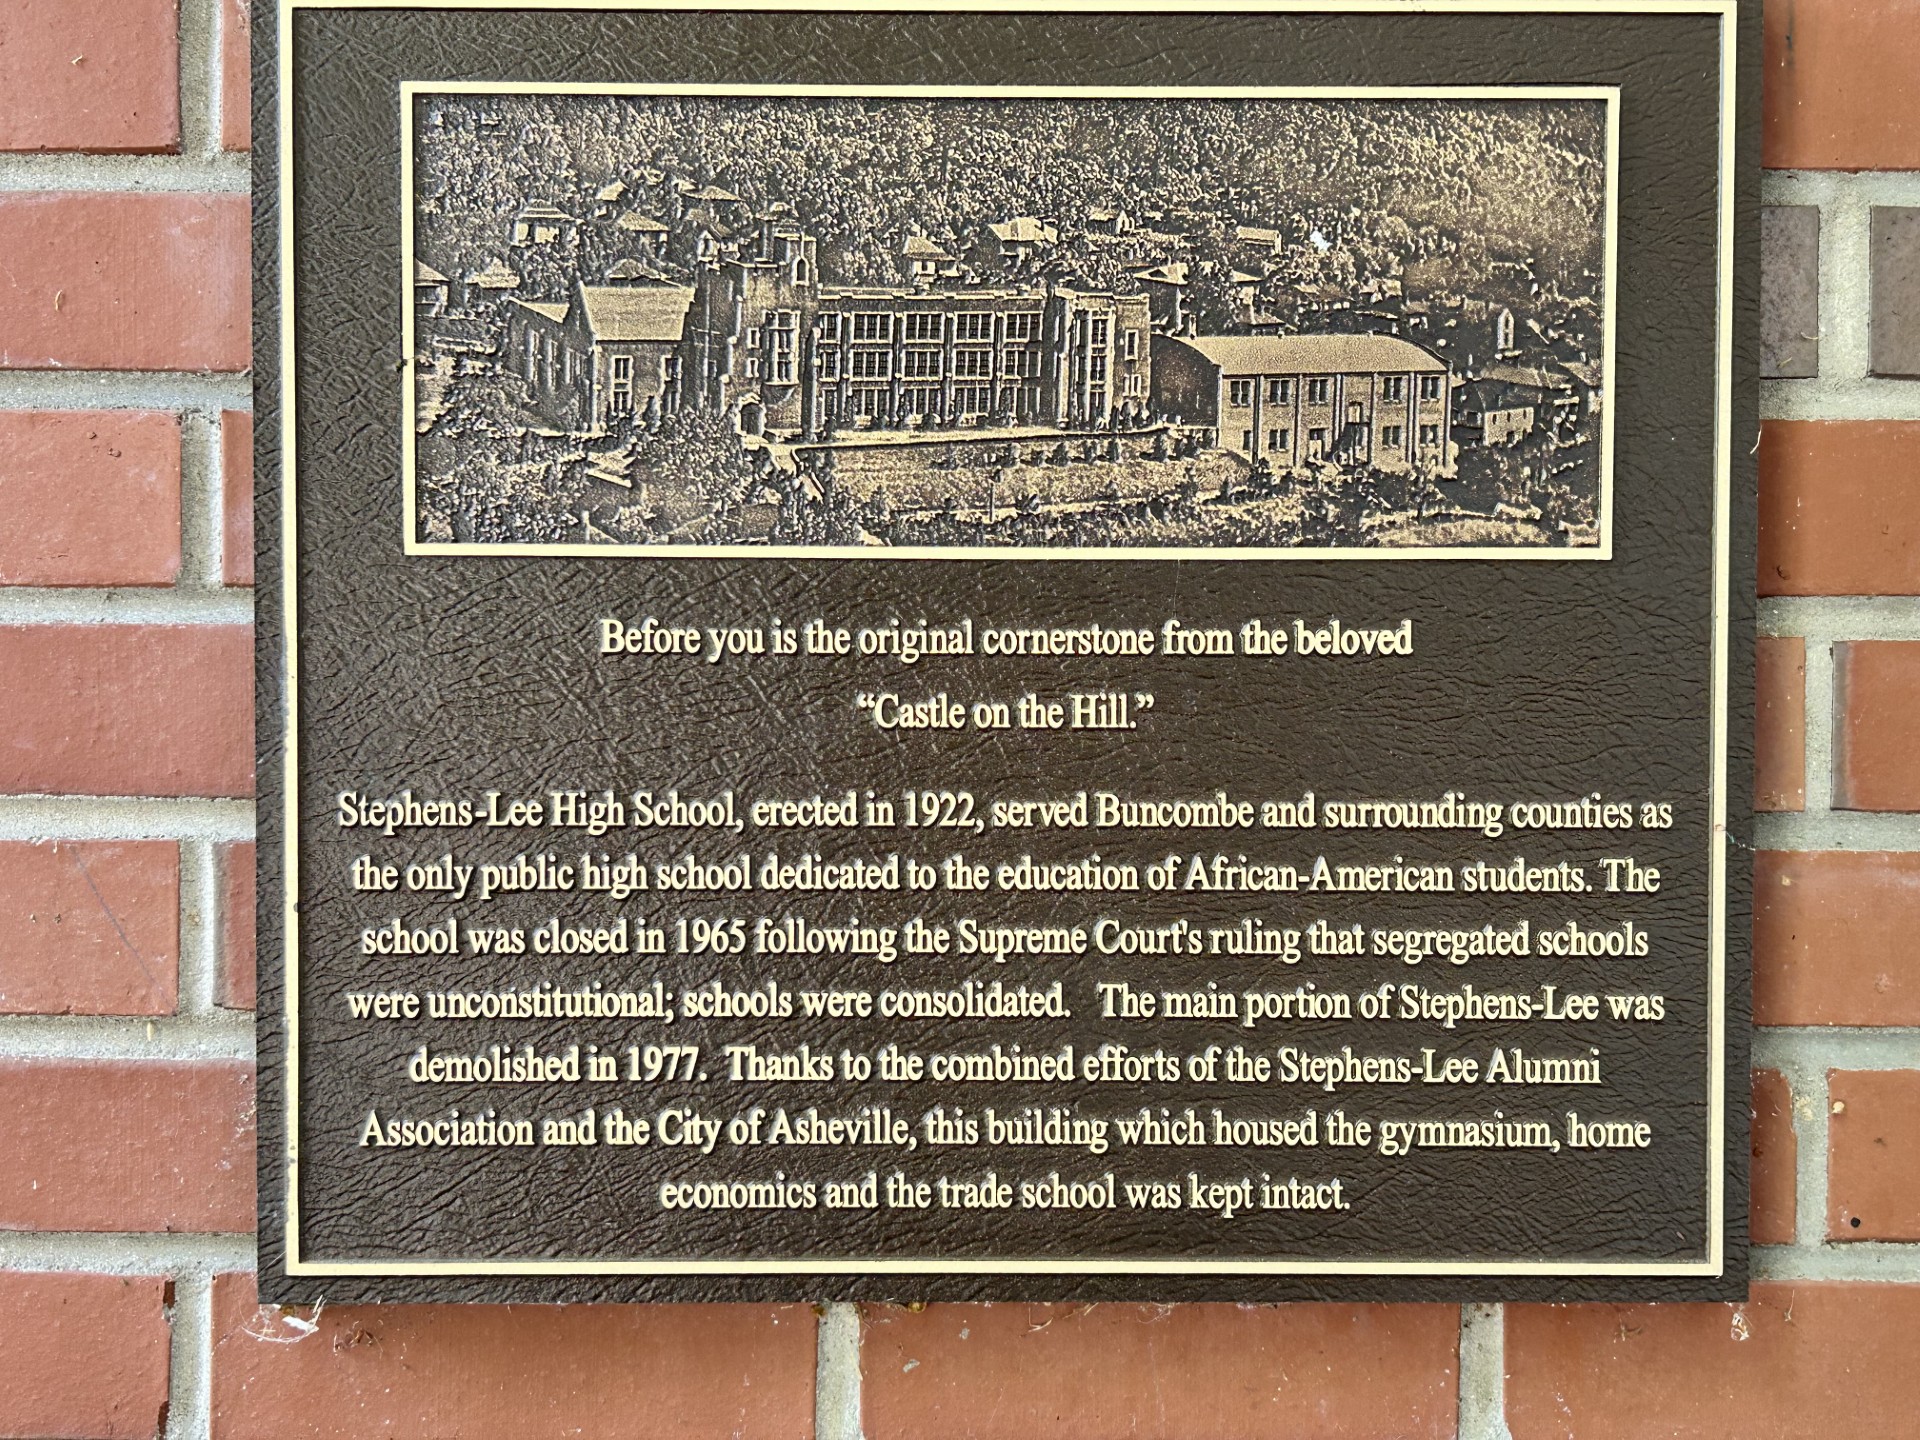 Before you is the original cornerstone from the beloved
“Castle on the Hill.”
Stephens-Lee High School, erected in 1922, served Buncombe and surrounding counties as
the only public high school dedicated to the education of African-American students. The
school was closed in 1965 following the Supreme Court's ruling that segregated schools
were unconstitutional; schools were consolidated. The main portion of Stephens-Lee was
demolished in 1977. Thanks to the combined efforts of the Stephens-Lee Alumni
Association and the City of Asheville, this building which housed the gymnasium, home
economics and the trade school was kept intact.